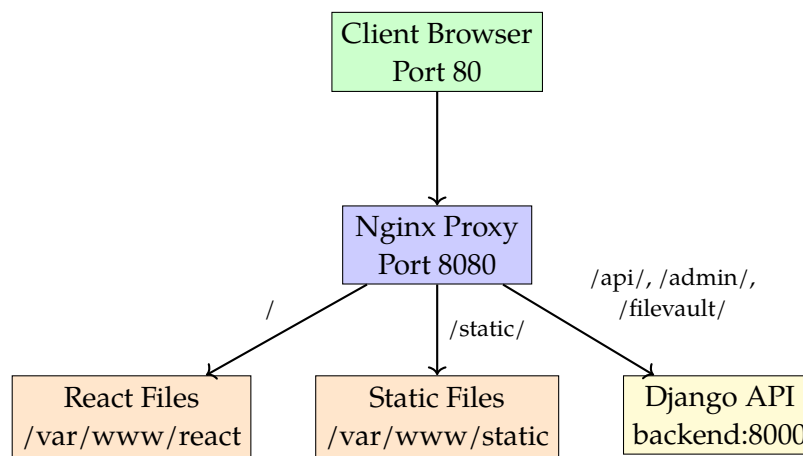 Client Browser
Port 80
Nginx Proxy
Port 8080
/
/static/
/api/, /admin/,
/filevault/
React Files
/var/www/react
Static Files
/var/www/static
Django API
backend:8000